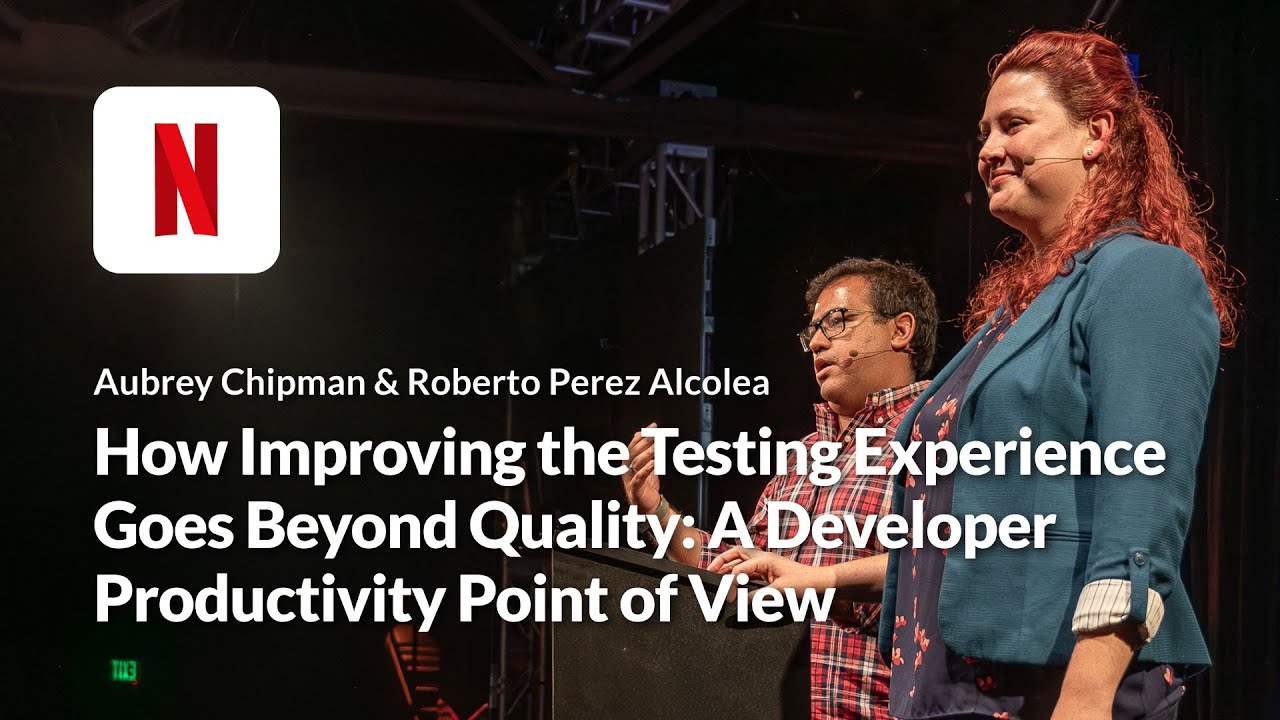 N
Aubrey Chipman & Roberto Perez Alcolea
How Improving the Testing Experience
Goes Beyond Quality: A Developer
Productivity Point of View
EXIT